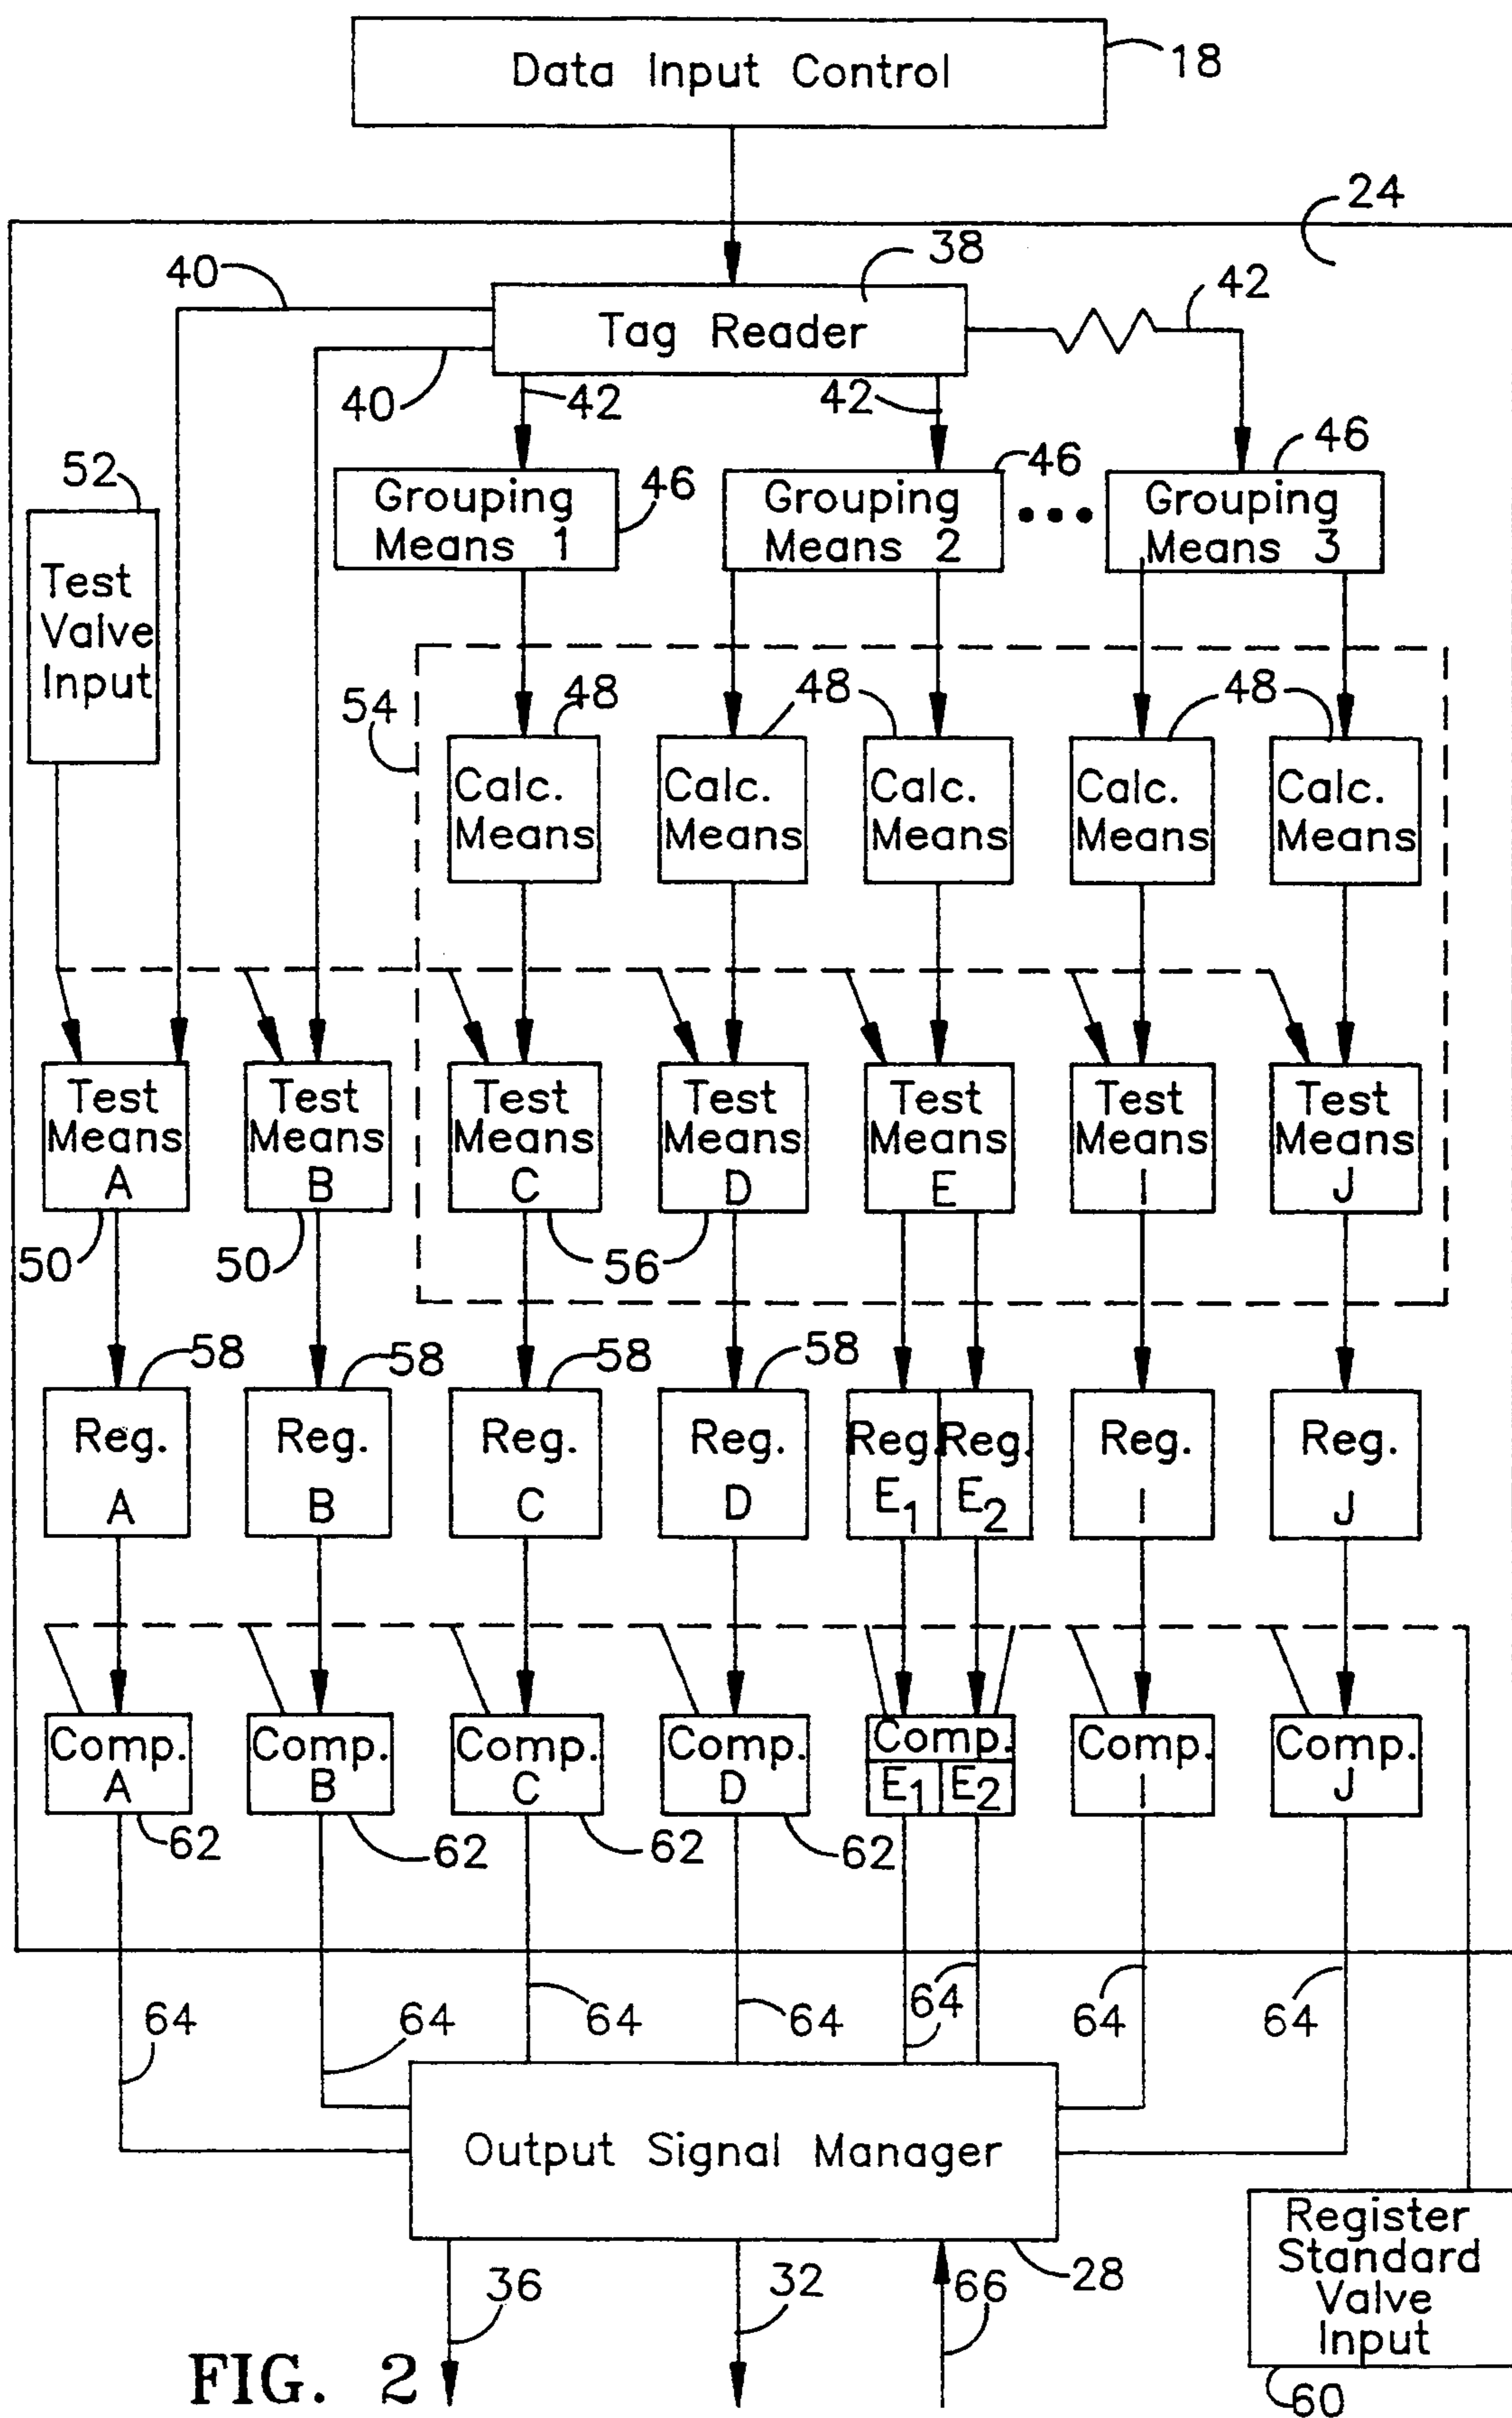 Data Input Control
18
24
38
40
Tag Reader
42
40
42
42
52
46
46
46
Grouping
Means 1
Grouping
Means 2
Grouping
Means 3
Test
Valve
Input
54
48
48
48
Calc.
Means
Calc.
Means
Calc.
Means
Calc.
Means
Calc.
Means
Test
Means
A
Test
Means
B
Test
Means
C
Test
Means
D
Test
Means
E
Test
Means
I
Test
Means
J
50
50
56
58
58
58
58
Reg.
A
Reg.
B
Reg.
C
Reg.
D
Reg.
E1
Reg.
E2
Reg.
I
Reg.
J
Comp.
A
Comp.
B
Comp.
C
Comp.
D
Comp.
E1 E2
Comp.
I
Comp.
J
62
62
62
62
64
64
64
64
64
64
64
Output Signal Manager
Register
Standard
Valve
Input
36
32
66
28
60
FIG. 2